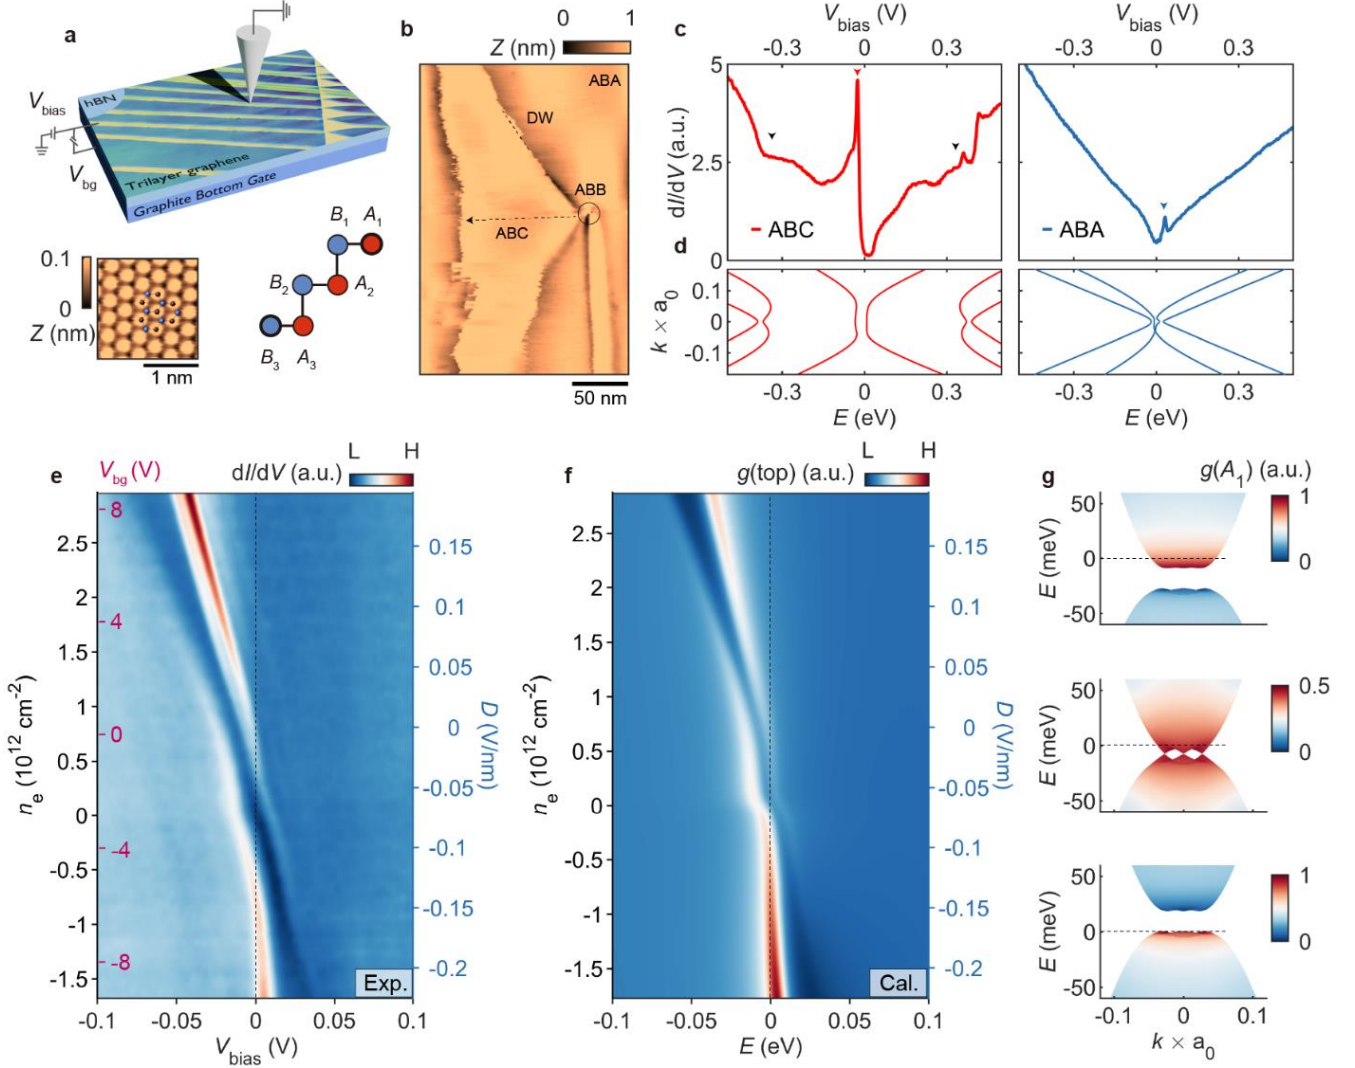 a
hBN
V_bias
V_bg
Trilayer graphene
Graphite Bottom Gate
0.1
0
Z (nm)
1 nm
B₁ A₁
B₂ A₂
B₃ A₃
b
0 1
Z (nm)
ABA
DW
ABB
ABC
50 nm
c
V_bias (V)
-0.3 0 0.3
5
2.5
0
dI/dV (a.u.)
ABC
V_bias (V)
-0.3 0 0.3
ABA
d
0.1
0
-0.1
k × a₀
-0.3 0 0.3
E (eV)
-0.3 0 0.3
E (eV)
e
V_bg (V)
dI/dV (a.u.)
L H
8
4
0
-4
-8
2.5
2
1.5
1
0.5
0
-0.5
-1
-1.5
n_e (10¹² cm⁻²)
0.15
0.1
0.05
0
-0.05
-0.1
-0.15
-0.2
D (V/nm)
Exp.
-0.1 -0.05 0 0.05 0.1
V_bias (V)
f
g(top) (a.u.)
L H
2.5
2
1.5
1
0.5
0
-0.5
-1
-1.5
n_e (10¹² cm⁻²)
0.15
0.1
0.05
0
-0.05
-0.1
-0.15
-0.2
D (V/nm)
Cal.
-0.1 -0.05 0 0.05 0.1
E (eV)
g
g(A₁) (a.u.)
50
0
-50
E (meV)
1
0
50
0
-50
E (meV)
0.5
0
50
0
-50
E (meV)
1
0
-0.1 0 0.1
k × a₀